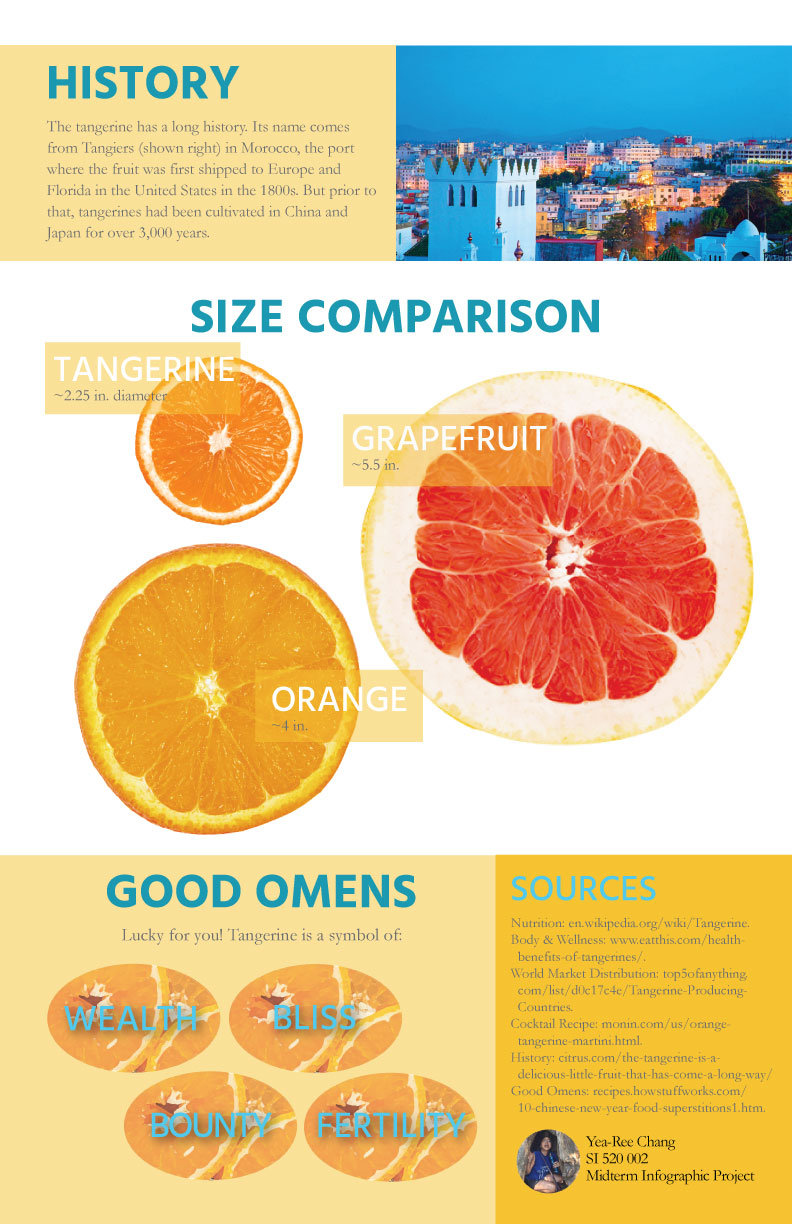 HISTORY
The tangerine has a long history. Its name comes
from Tangiers (shown right) in Morocco, the port
where the fruit was first shipped to Europe and
Florida in the United States in the 1800s. But prior to
that, tangerines had been cultivated in China and
Japan for over 3,000 years.
SIZE COMPARISON
TANGERINE
~2.25 in. diameter
GRAPEFRUIT
~5.5 in.
ORANGE
~4 in.
GOOD OMENS
Lucky for you! Tangerine is a symbol of:
WEALTH
BLISS
BOUNTY
FERTILITY
SOURCES
Nutrition: en.wikipedia.org/wiki/Tangerine.
Body & Wellness: www.eatthis.com/health-
benefits-of-tangerines/.
World Market Distribution: top5ofanything.
com/list/d0c17c4e/Tangerine-Producing-
Countries.
Cocktail Recipe: monin.com/us/orange-
tangerine-martini.html.
History: citrus.com/the-tangerine-is-a-
delicious-little-fruit-that-has-come-a-long-way/
Good Omens: recipes.howstuffworks.com/
10-chinese-new-year-food-superstitions1.htm.
Yea-Ree Chang
SI 520 002
Midterm Infographic Project